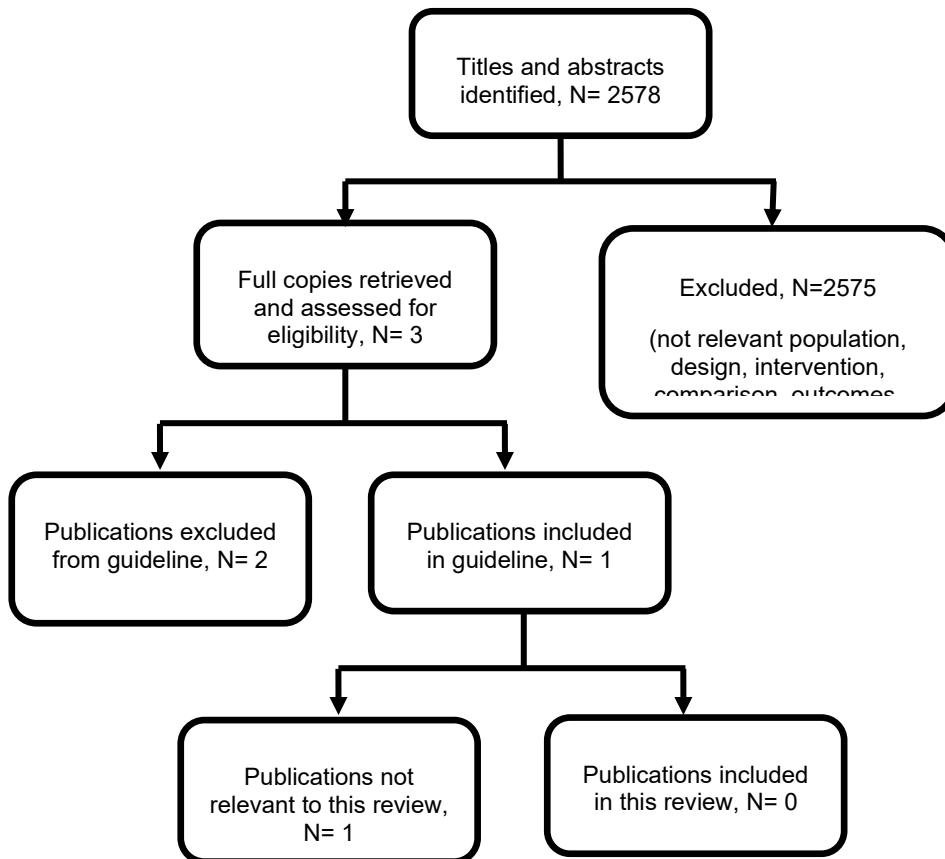 Titles and abstracts
identified, N= 2578
Full copies retrieved
and assessed for
eligibility, N= 3
Excluded, N=2575
(not relevant population,
design, intervention,
comparison, outcomes,
Publications excluded
from guideline, N= 2
Publications included
in guideline, N= 1
Publications not
relevant to this review,
N= 1
Publications included
in this review, N= 0